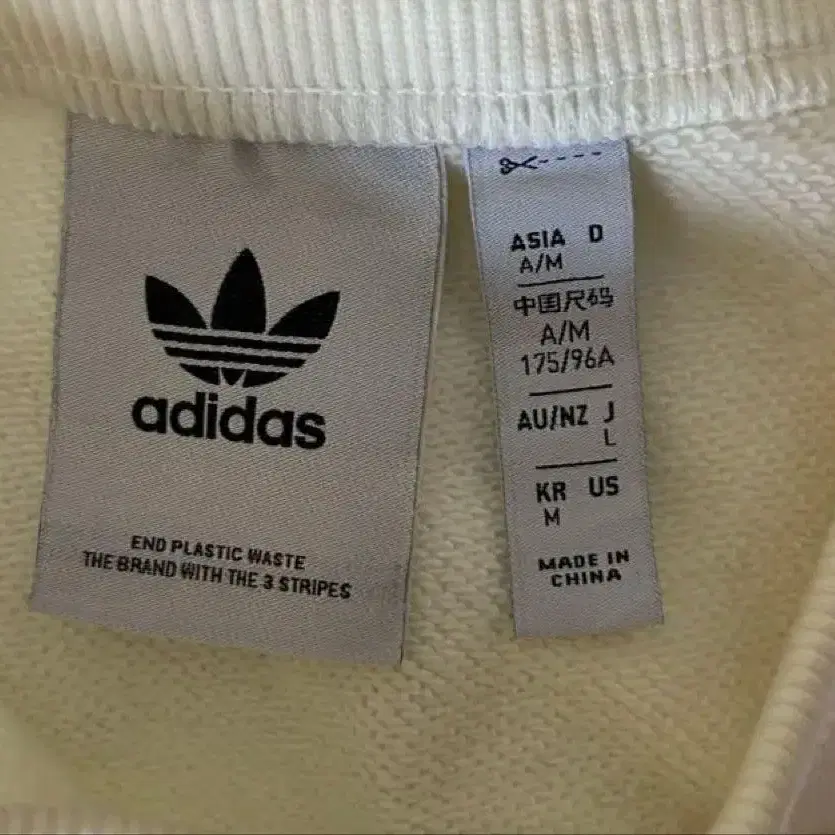 adidas
END PLASTIC WASTE
THE BRAND WITH THE 3 STRIPES
ASIA D
A/M
中国尺码
A/M
175/96A
AU/NZ J
L
KR US
M
MADE IN
CHINA